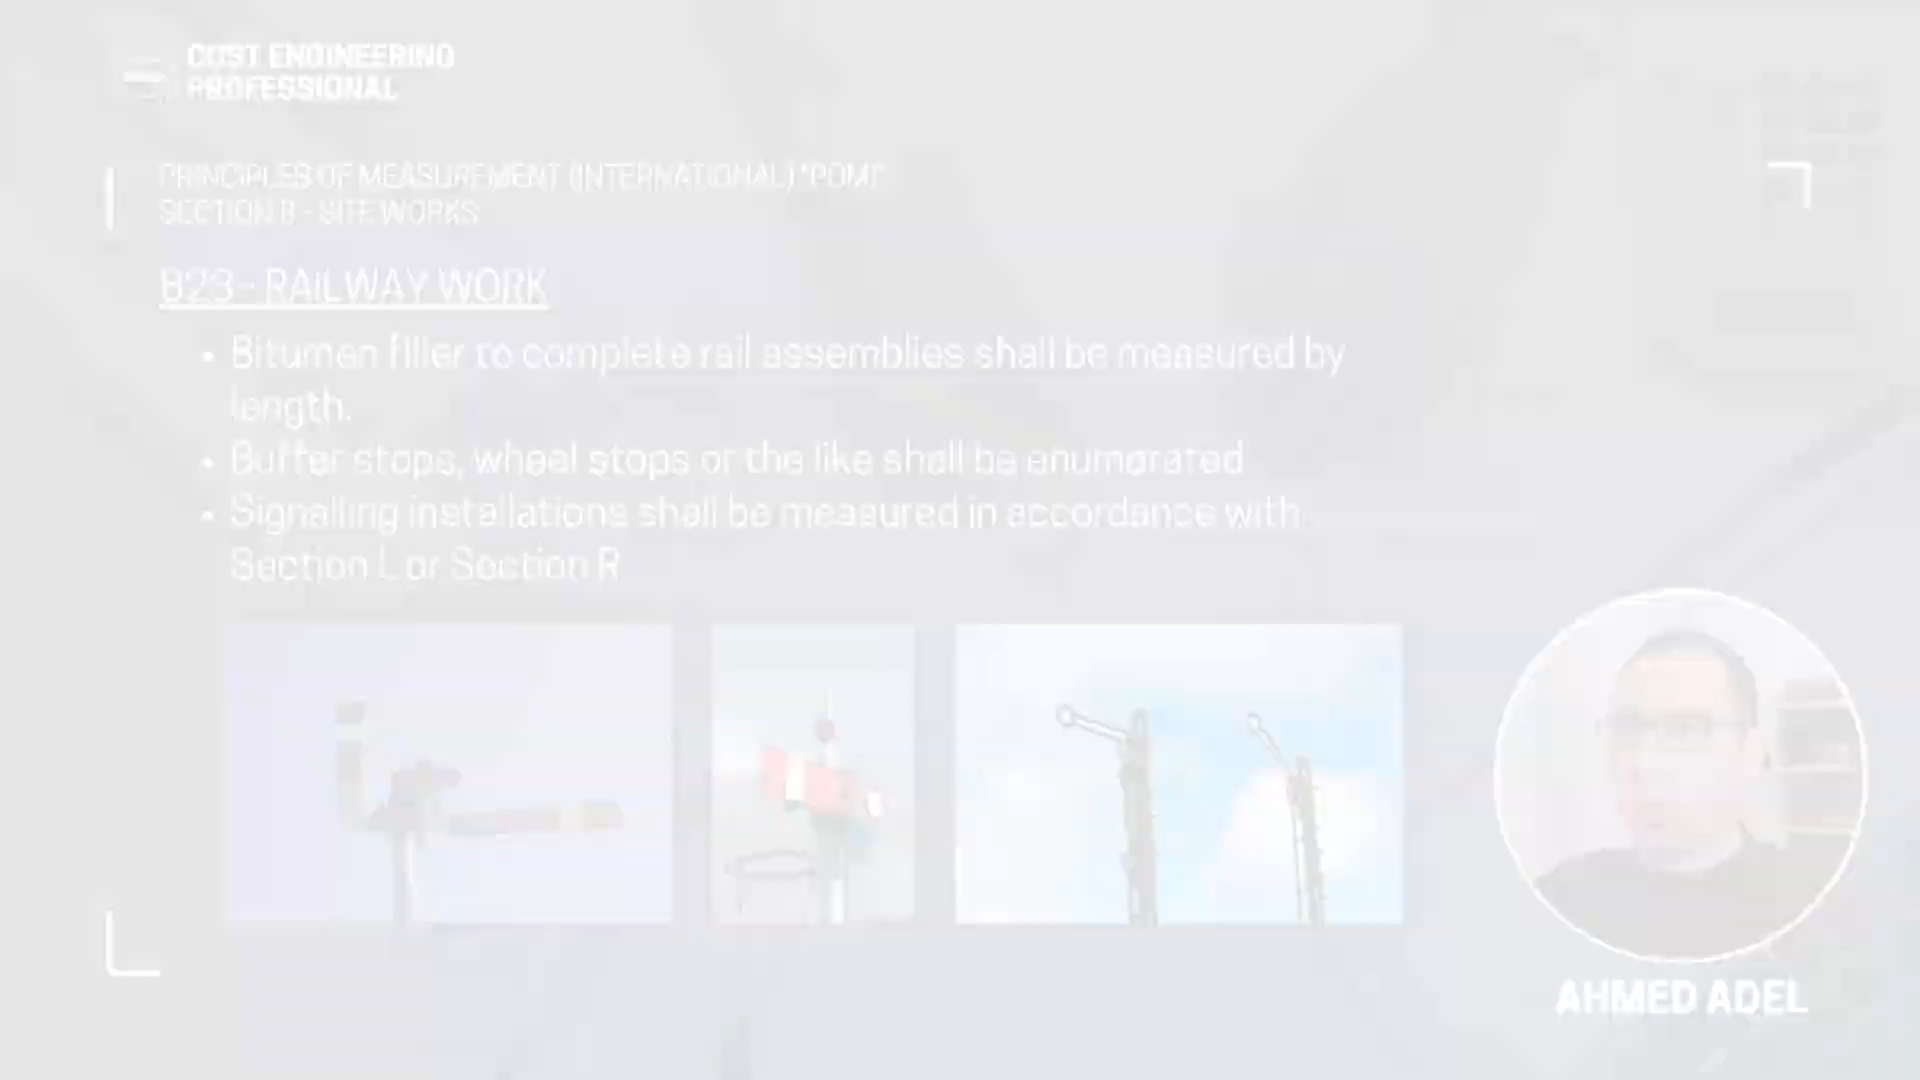 COST ENGINEERING
PROFESSIONAL
PRINCIPLES OF MEASUREMENT (INTERNATIONAL) "POMI"
SECTION B - SITE WORKS
B23 - RAILWAY WORK
• Bitumen filler to complete rail assemblies shall be measured by
length.
• Buffer stops, wheel stops or the like shall be enumerated
• Signalling installations shall be measured in accordance with
Section L or Section R
AHMED ADEL